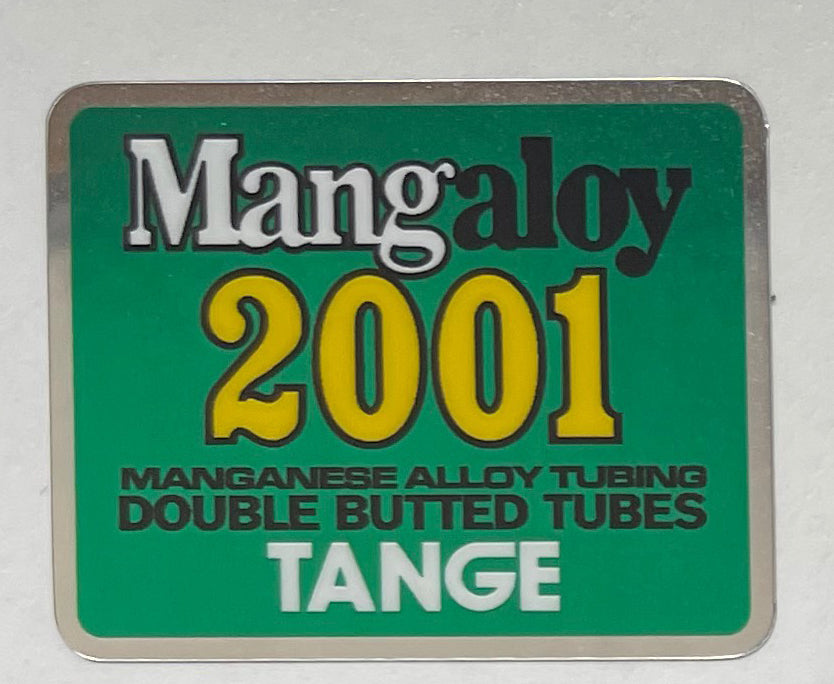 Mangaloy
2001
MANGANESE ALLOY TUBING
DOUBLE BUTTED TUBES
TANGE